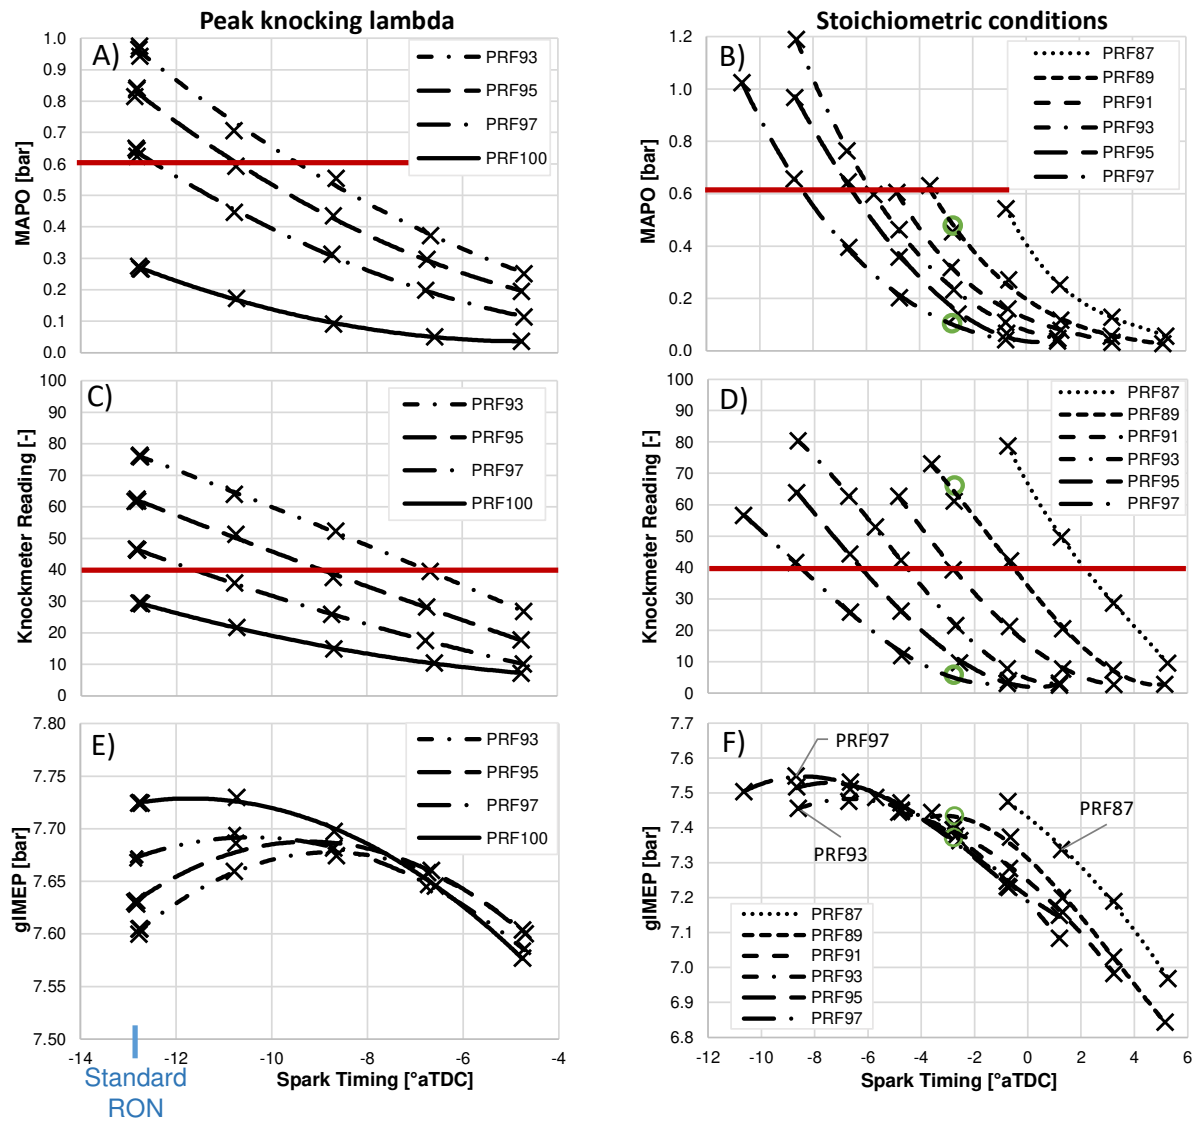 Peak knocking lambda
Stoichiometric conditions
A)
MAPO [bar]
1.0
0.9
0.8
0.7
0.6
0.5
0.4
0.3
0.2
0.1
0.0
PRF93
PRF95
PRF97
PRF100
B)
MAPO [bar]
1.2
1.0
0.8
0.6
0.4
0.2
0.0
PRF87
PRF89
PRF91
PRF93
PRF95
PRF97
C)
Knockmeter Reading [-]
100
90
80
70
60
50
40
30
20
10
0
PRF93
PRF95
PRF97
PRF100
D)
Knockmeter Reading [-]
100
90
80
70
60
50
40
30
20
10
0
PRF87
PRF89
PRF91
PRF93
PRF95
PRF97
E)
gIMEP [bar]
7.80
7.75
7.70
7.65
7.60
7.55
7.50
PRF93
PRF95
PRF97
PRF100
-14 -12 -10 -8 -6 -4
Spark Timing [°aTDC]
Standard
RON
F)
gIMEP [bar]
7.7
7.6
7.5
7.4
7.3
7.2
7.1
7.0
6.9
6.8
PRF97
PRF87
PRF93
PRF87
PRF89
PRF91
PRF93
PRF95
PRF97
-12 -10 -8 -6 -4 -2 0 2 4 6
Spark Timing [°aTDC]